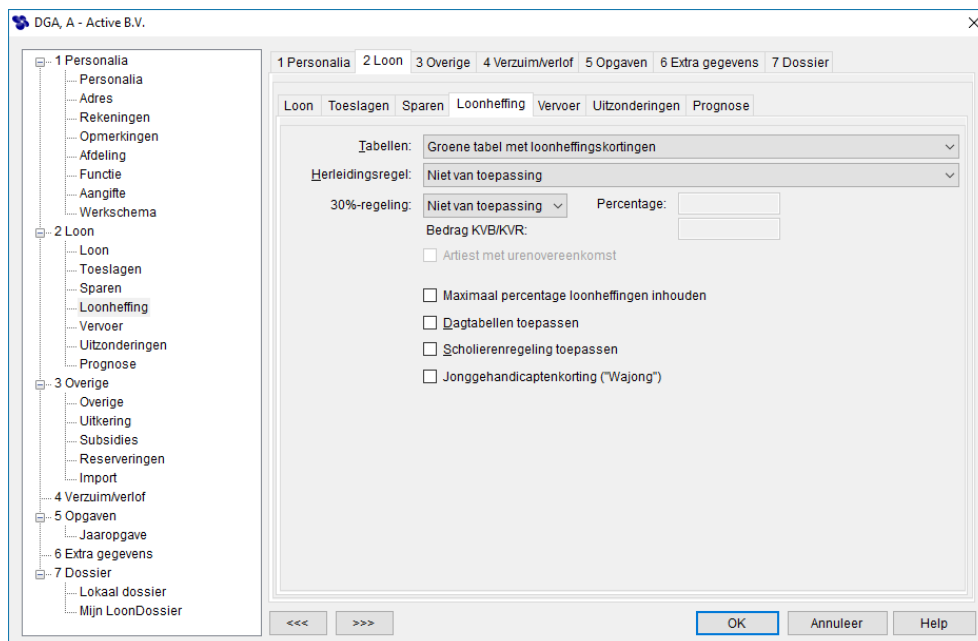 DGA, A - Active B.V.
1 Personalia
Personalia
Adres
Rekeningen
Opmerkingen
Afdeling
Functie
Aangifte
Werkschema
2 Loon
Loon
Toeslagen
Sparen
Loonheffing
Vervoer
Uitzonderingen
Prognose
3 Overige
Overige
Uitkering
Subsidies
Reserveringen
Import
4 Verzuim/verlof
5 Opgaven
Jaaropgave
6 Extra gegevens
7 Dossier
Lokaal dossier
Mijn LoonDossier
1 Personalia 2 Loon 3 Overige 4 Verzuim/verlof 5 Opgaven 6 Extra gegevens 7 Dossier
Loon Toeslagen Sparen Loonheffing Vervoer Uitzonderingen Prognose
Tabellen: Groene tabel met loonheffingskortingen
Herleidingsregel: Niet van toepassing
30%-regeling: Niet van toepassing Percentage:
Bedrag KVB/KVR:
Artiest met urenovereenkomst
Maximaal percentage loonheffingen inhouden
Dagtabellen toepassen
Scholierenregeling toepassen
Jonggehandicaptenkorting ("Wajong")
<<< >>> OK Annuleer Help